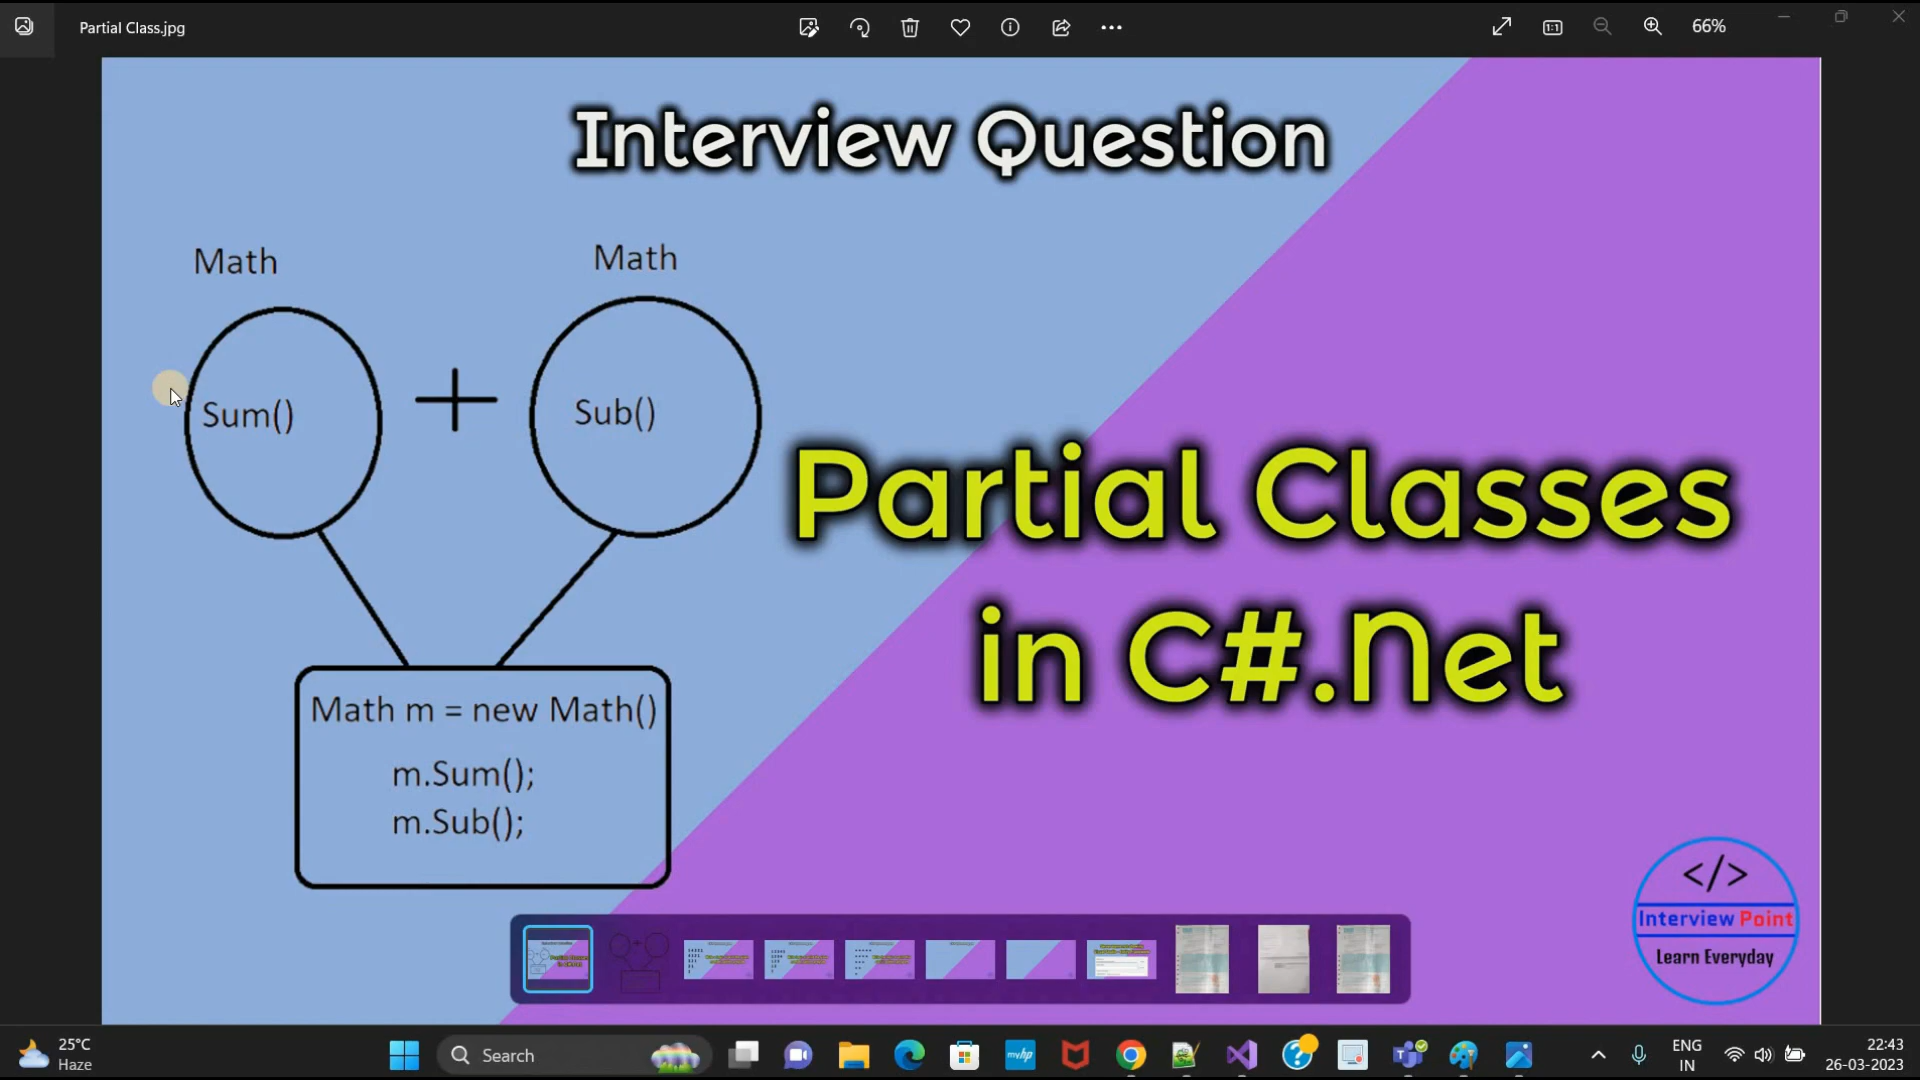 Partial Class.jpg
66%
Interview Question
Math
Math
Sum()
Sub()
Partial Classes
in C#.Net
Math m = new Math()
m.Sum();
m.Sub();
</>
Interview Point
Learn Everyday
25°C
Haze
Search
myhp
ENG
IN
22:43
26-03-2023